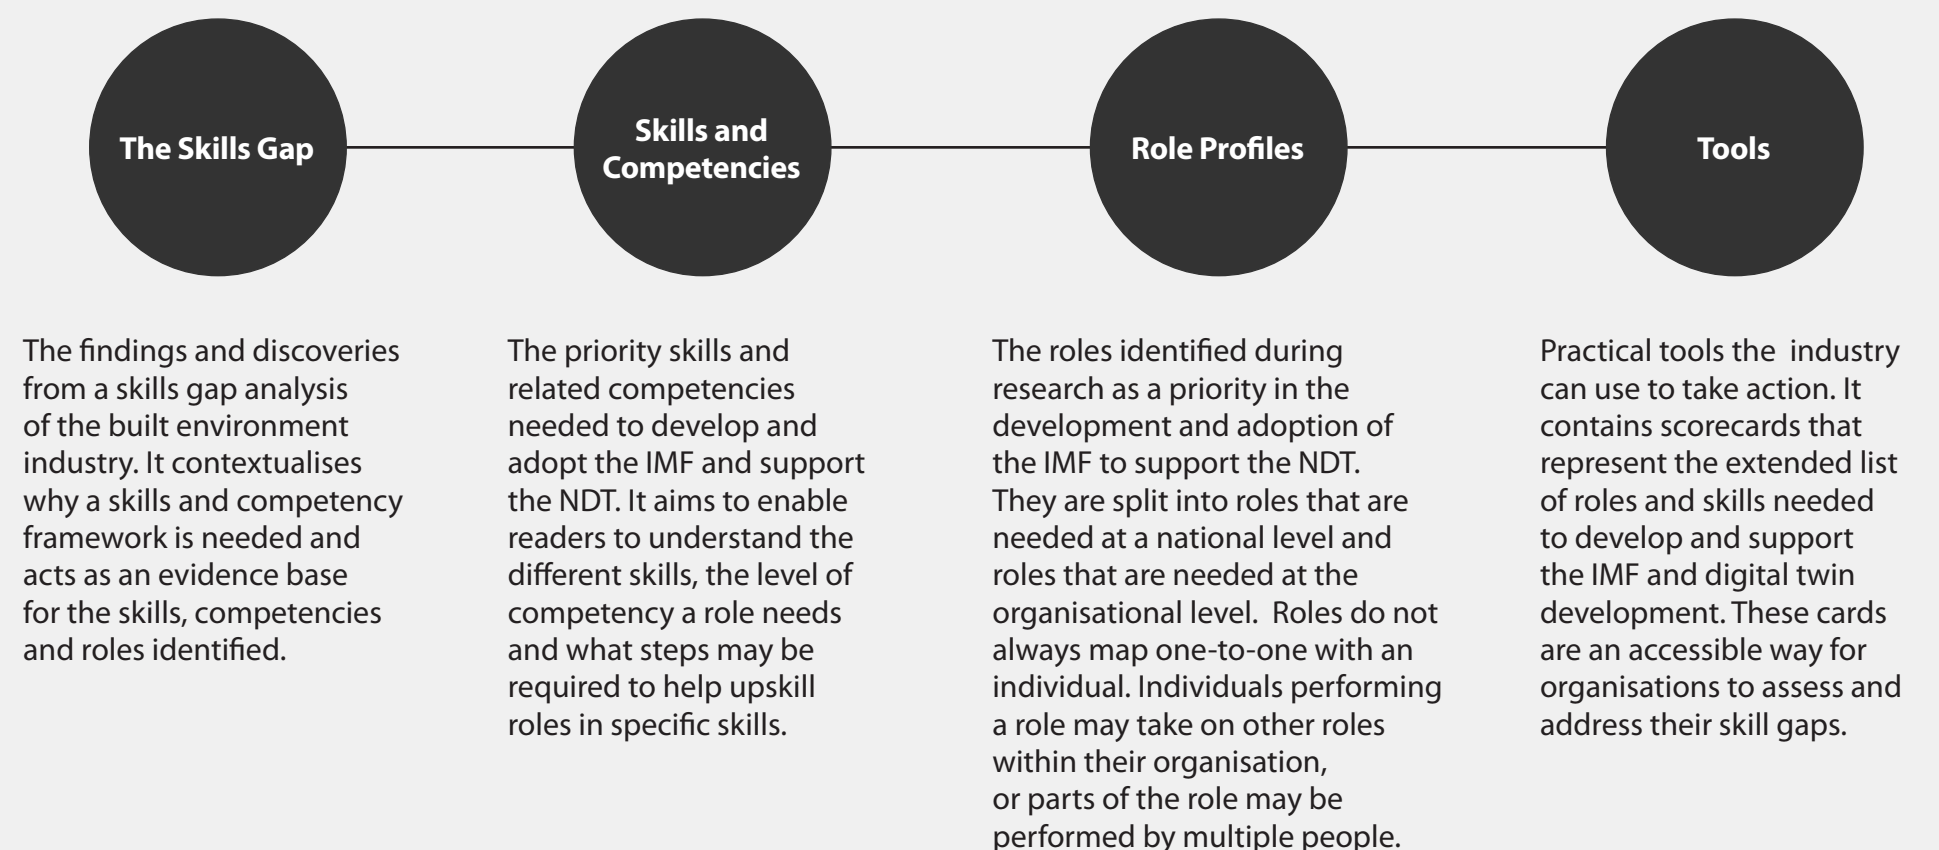 The Skills Gap
Skills and
Competencies
Role Profiles
Tools
The findings and discoveries
from a skills gap analysis
of the built environment
industry. It contextualises
why a skills and competency
framework is needed and
acts as an evidence base
for the skills, competencies
and roles identified.
The priority skills and
related competencies
needed to develop and
adopt the IMF and support
the NDT. It aims to enable
readers to understand the
different skills, the level of
competency a role needs
and what steps may be
required to help upskill
roles in specific skills.
The roles identified during
research as a priority in the
development and adoption of
the IMF to support the NDT.
They are split into roles that are
needed at a national level and
roles that are needed at the
organisational level.  Roles do not
always map one-to-one with an
individual. Individuals performing
a role may take on other roles
within their organisation,
or parts of the role may be
performed by multiple people.
Practical tools the  industry
can use to take action. It
contains scorecards that
represent the extended list
of roles and skills needed
to develop and support
the IMF and digital twin
development. These cards
are an accessible way for
organisations to assess and
address their skill gaps.